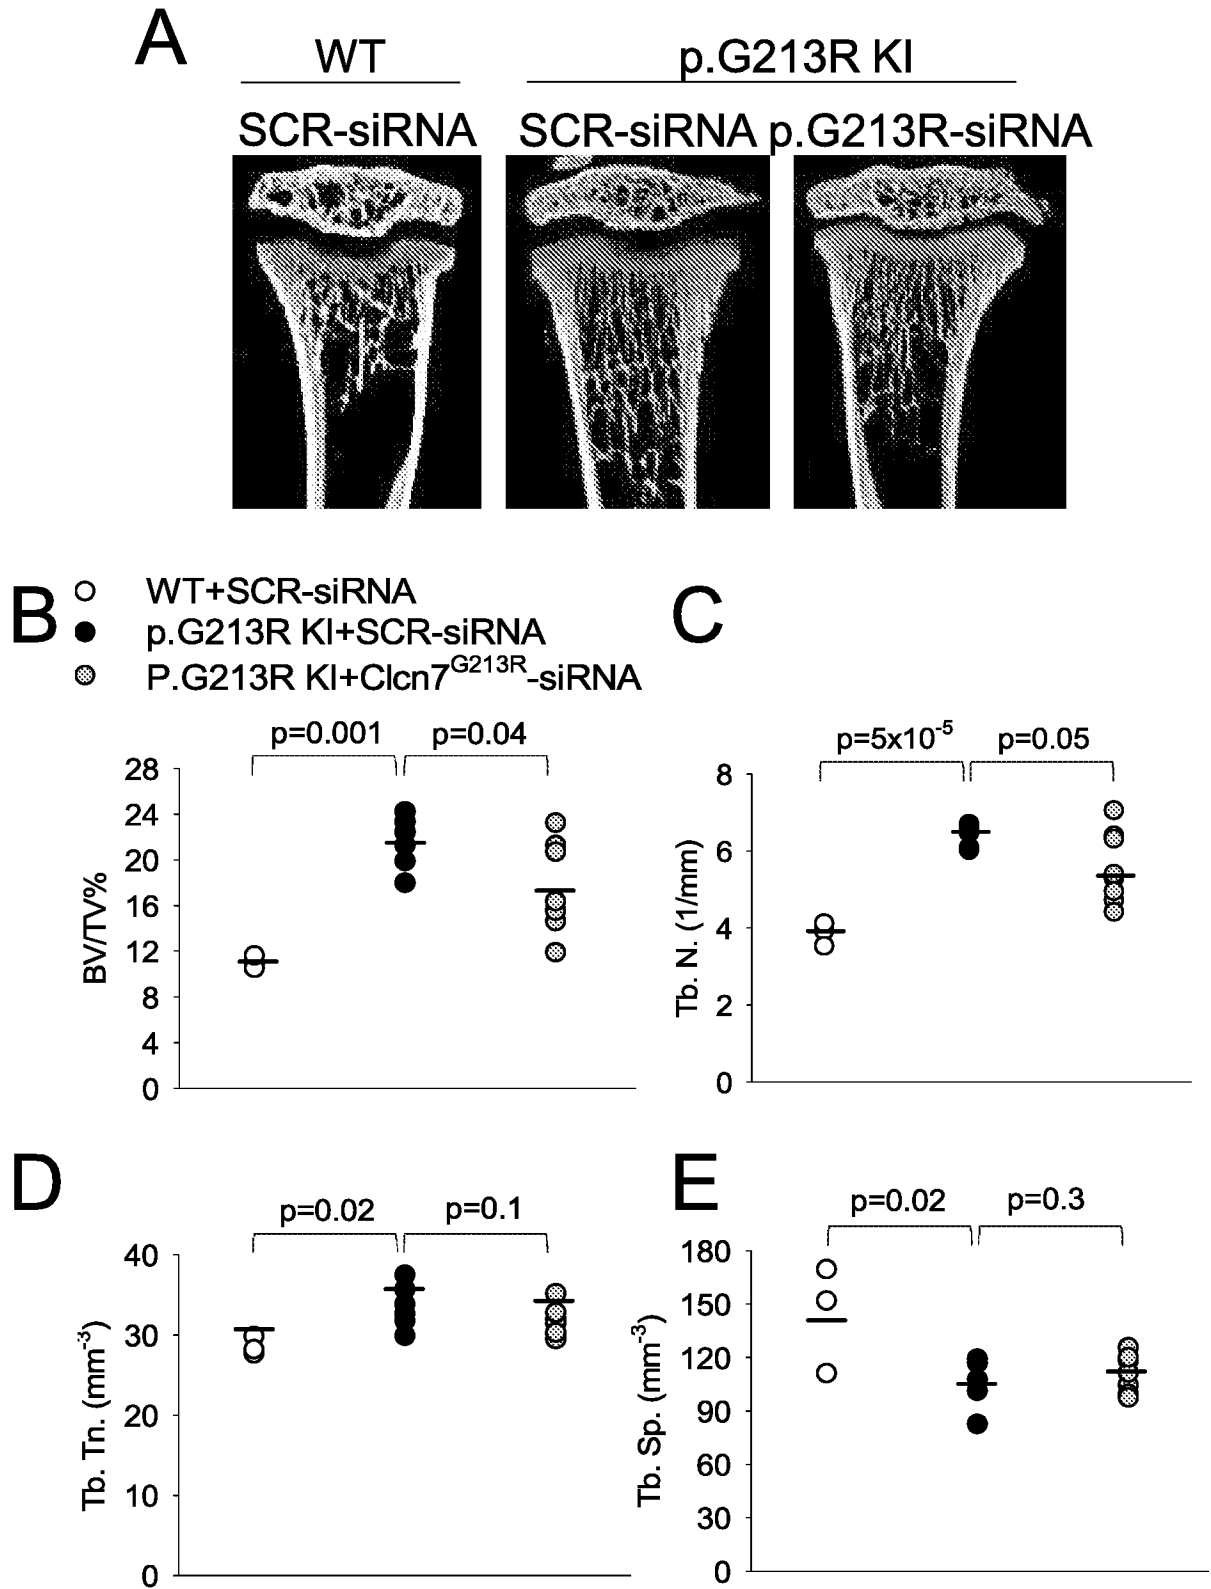 A
WT
p.G213R KI
SCR-siRNA
SCR-siRNA
p.G213R-siRNA
B
WT+SCR-siRNA
p.G213R KI+SCR-siRNA
P.G213R KI+Clcn7^G213R-siRNA
p=0.001
p=0.04
28
24
20
16
12
8
4
0
BV/TV%
C
p=5x10^-5
p=0.05
8
6
4
2
0
Tb. N. (1/mm)
D
p=0.02
p=0.1
40
30
20
10
0
Tb. Tn. (mm^-3)
E
p=0.02
p=0.3
180
150
120
90
60
30
0
Tb. Sp. (mm^-3)